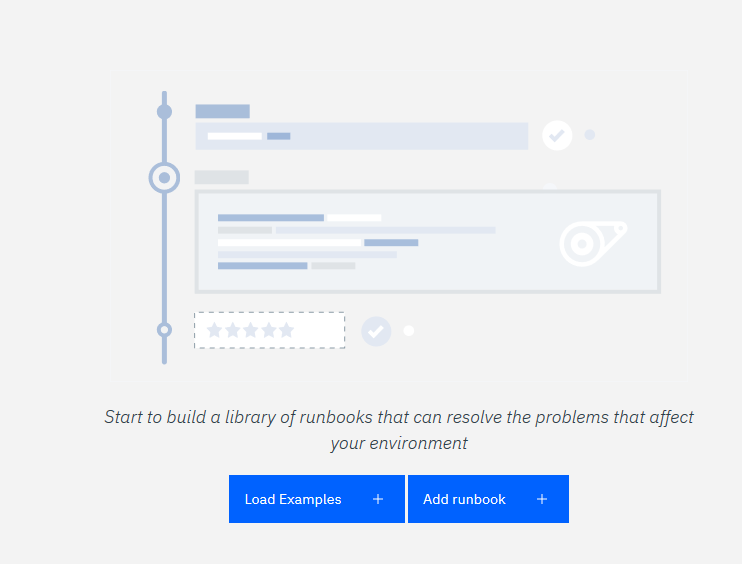 Start to build a library of runbooks that can resolve the problems that affect
your environment
Load Examples
Add runbook